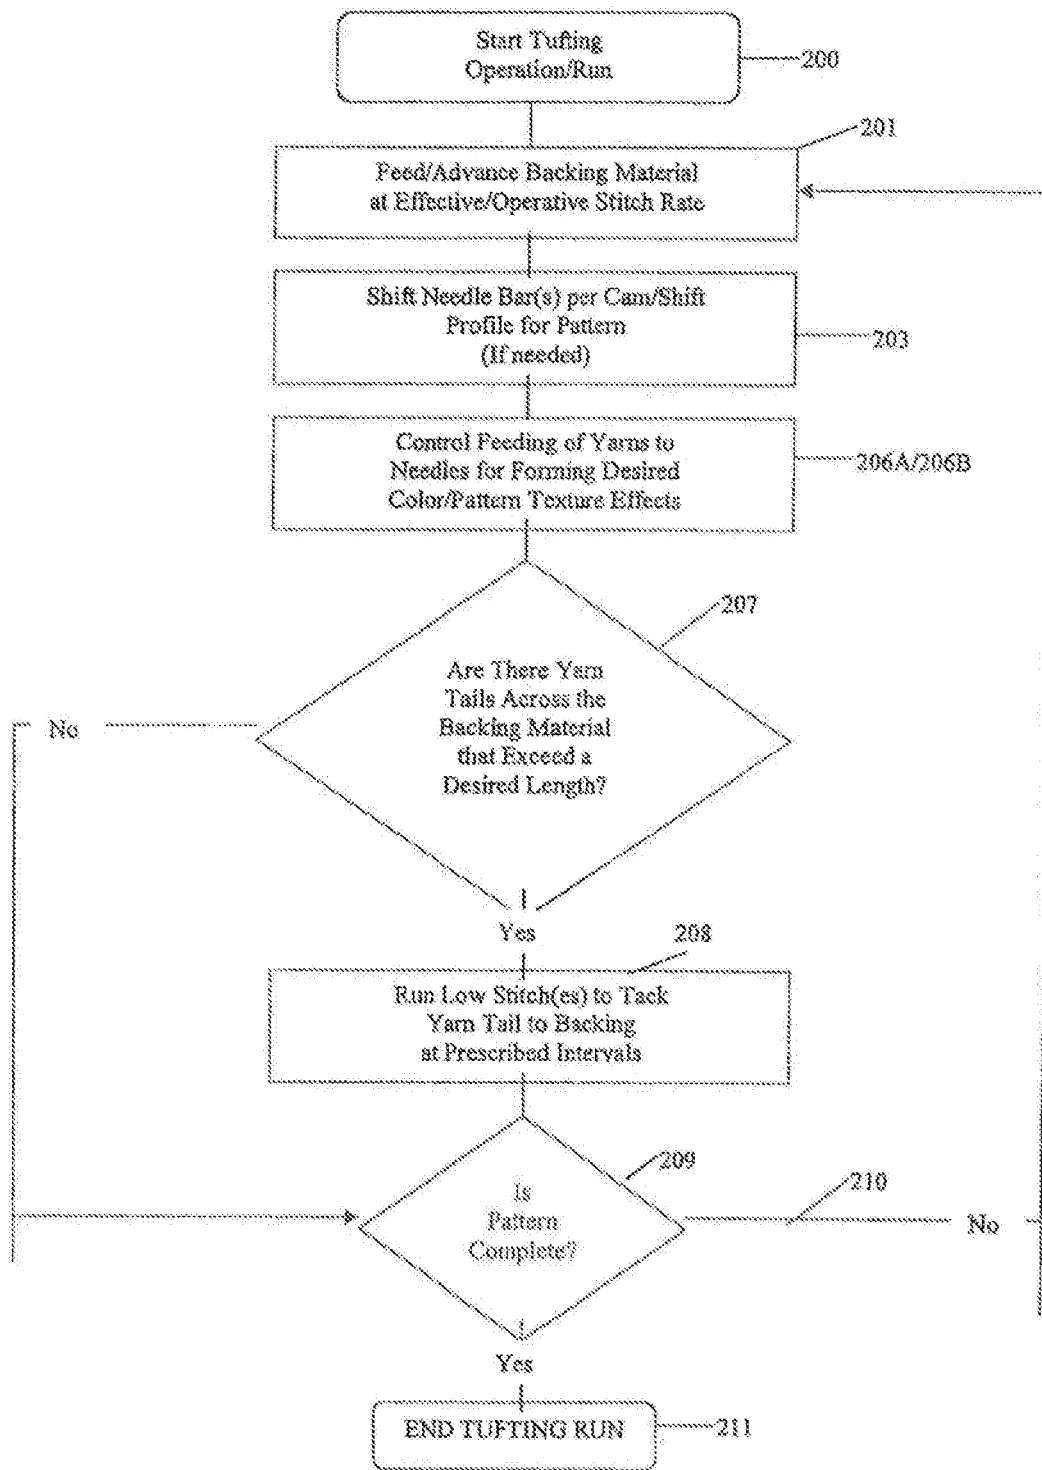 Start Tufting
Operation/Run
200
201
Feed/Advance Backing Material
at Effective/Operative Stitch Rate
Shift Needle Bar(s) per Cam/Shift
Profile for Pattern
(If needed)
203
Control Feeding of Yarns to
Needles for Forming Desired
Color/Pattern Texture Effects
206A/206B
207
Are There Yarn
Tails Across the
Backing Material
that Exceed a
Desired Length?
No
Yes
208
Run Low Stitch(es) to Tack
Yarn Tail to Backing
at Prescribed Intervals
209
Is
Pattern
Complete?
210
No
Yes
END TUFTING RUN
211